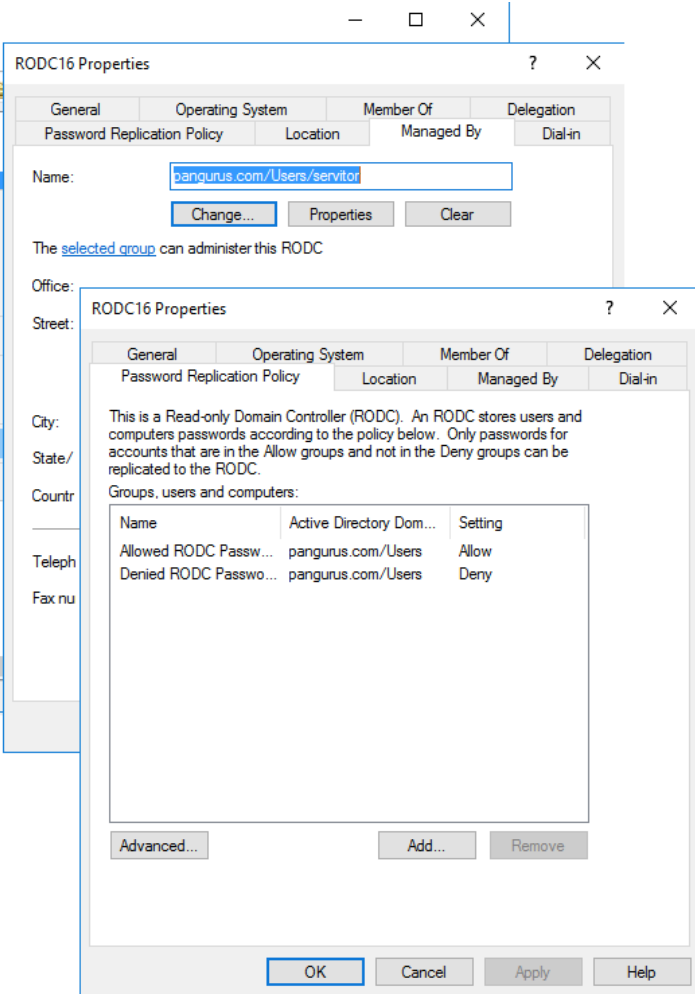 RODC16 Properties
?
General Operating System Member Of Delegation
Password Replication Policy Location Managed By Dial-in
Name: pangurus.com/Users/servitor
Change... Properties Clear
The selected group can administer this RODC
Office:
Street:
City:
State/
Countr
Teleph
Fax nu
RODC16 Properties
?
General Operating System Member Of Delegation
Password Replication Policy Location Managed By Dial-in
This is a Read-only Domain Controller (RODC). An RODC stores users and
computers passwords according to the policy below. Only passwords for
accounts that are in the Allow groups and not in the Deny groups can be
replicated to the RODC.
Groups, users and computers:
Name Active Directory Dom... Setting
Allowed RODC Passw... pangurus.com/Users Allow
Denied RODC Passwo... pangurus.com/Users Deny
Advanced... Add... Remove
OK Cancel Apply Help